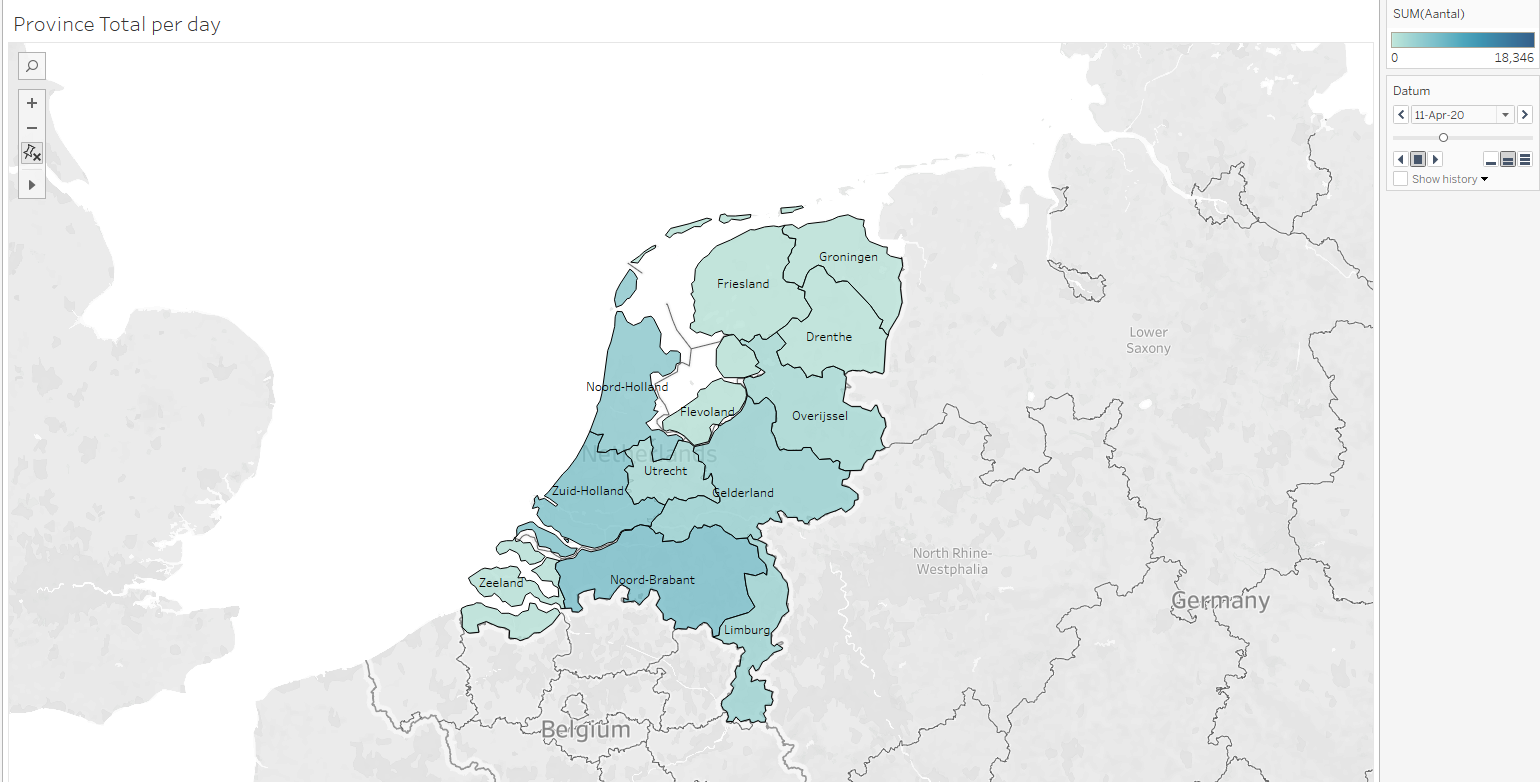 Province Total per day
SUM(Aantal)
0
18,346
Datum
11-Apr-20
Show history
Groningen
Friesland
Lower
Saxony
Drenthe
Noord-Holland
Flevoland
Overijssel
Netherlands
Utrecht
Zuid-Holland
Gelderland
North Rhine-
Westphalia
Noord-Brabant
Zeeland
Germany
Limburg
Belgium